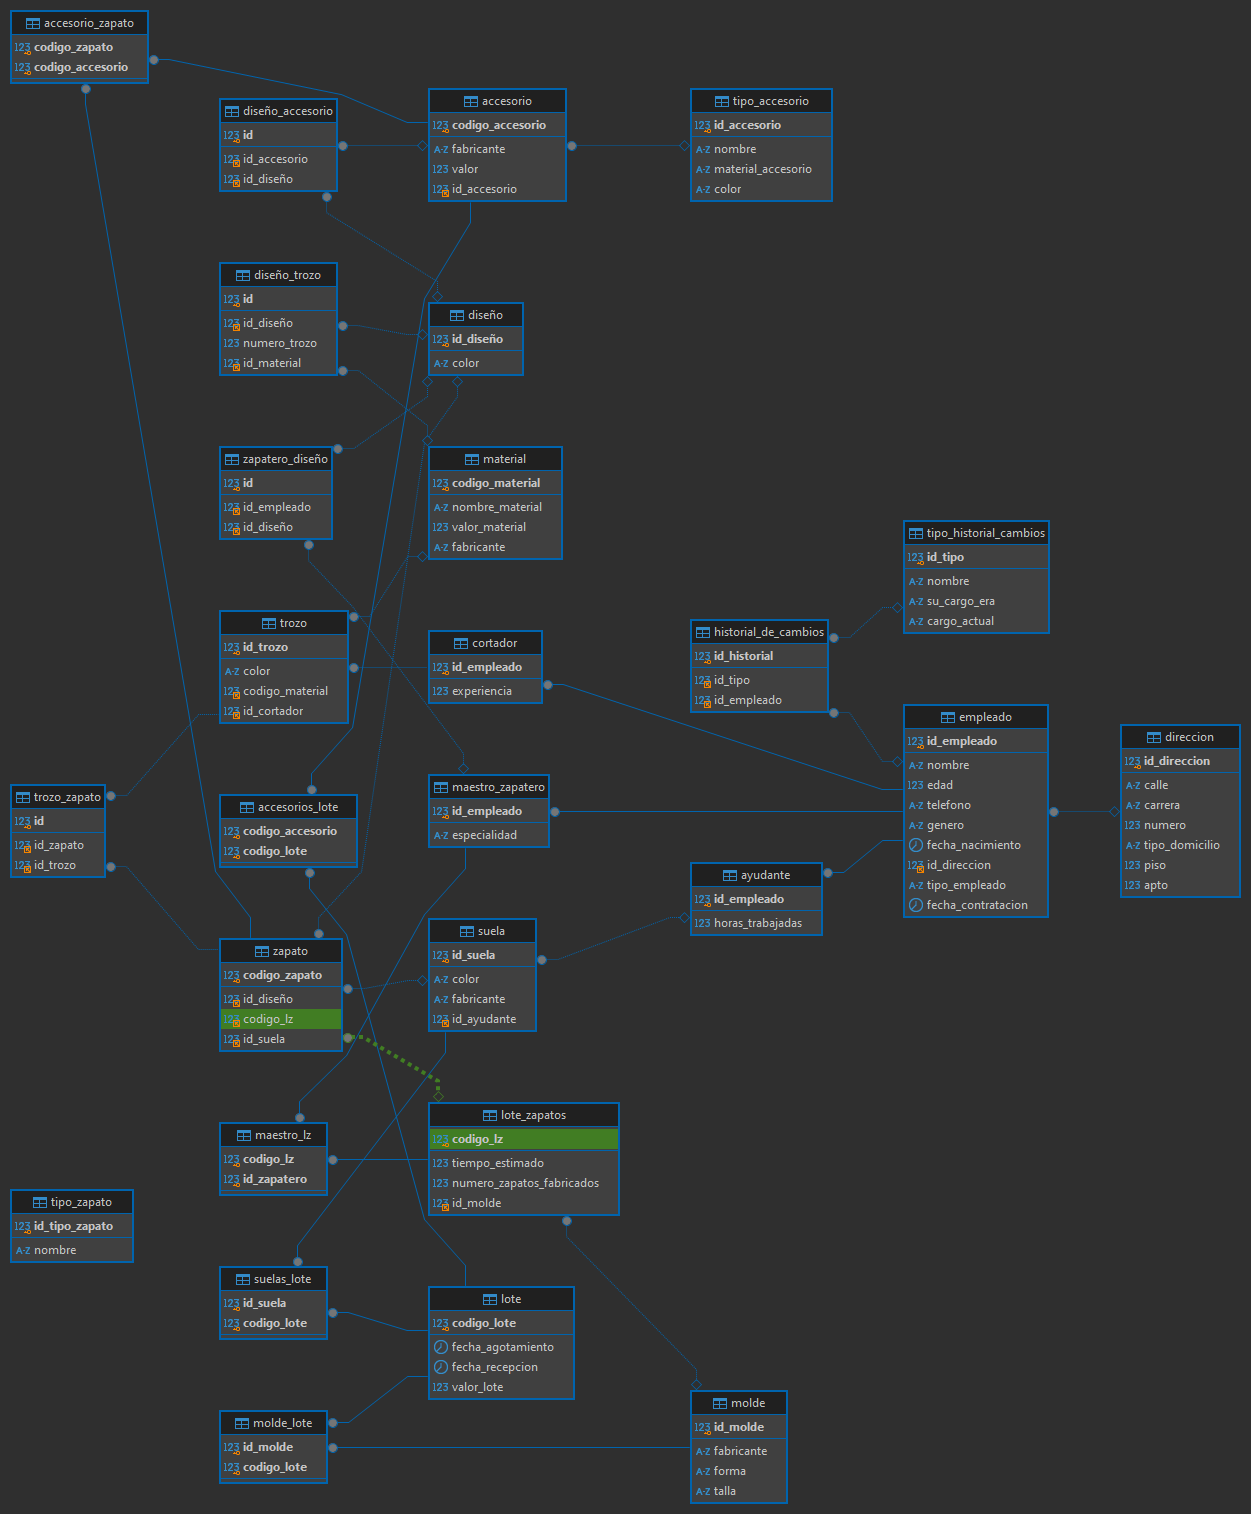 accesorio_zapato
123 codigo_zapato
123 codigo_accesorio
diseño_accesorio
123 id
123 id_accesorio
123 id_diseño
accesorio
123 codigo_accesorio
A-Z fabricante
123 valor
123 id_accesorio
tipo_accesorio
123 id_accesorio
A-Z nombre
A-Z material_accesorio
A-Z color
diseño_trozo
123 id
123 id_diseño
123 numero_trozo
123 id_material
diseño
123 id_diseño
A-Z color
zapatero_diseño
123 id
123 id_empleado
123 id_diseño
material
123 codigo_material
A-Z nombre_material
123 valor_material
A-Z fabricante
tipo_historial_cambios
123 id_tipo
A-Z nombre
A-Z su_cargo_era
A-Z cargo_actual
trozo
123 id_trozo
A-Z color
123 codigo_material
123 id_cortador
cortador
123 id_empleado
123 experiencia
historial_de_cambios
123 id_historial
123 id_tipo
123 id_empleado
empleado
123 id_empleado
A-Z nombre
123 edad
A-Z telefono
A-Z genero
fecha_nacimiento
123 id_direccion
A-Z tipo_empleado
fecha_contratacion
direccion
123 id_direccion
A-Z calle
A-Z carrera
123 numero
A-Z tipo_domicilio
123 piso
123 apto
trozo_zapato
123 id
123 id_zapato
123 id_trozo
accesorios_lote
123 codigo_accesorio
123 codigo_lote
maestro_zapatero
123 id_empleado
A-Z especialidad
ayudante
123 id_empleado
123 horas_trabajadas
zapato
123 codigo_zapato
123 id_diseño
123 codigo_lz
123 id_suela
suela
123 id_suela
A-Z color
A-Z fabricante
123 id_ayudante
lote_zapatos
123 codigo_lz
123 tiempo_estimado
123 numero_zapatos_fabricados
123 id_molde
maestro_lz
123 codigo_lz
123 id_zapatero
tipo_zapato
123 id_tipo_zapato
A-Z nombre
suelas_lote
123 id_suela
123 codigo_lote
lote
123 codigo_lote
fecha_agotamiento
fecha_recepcion
123 valor_lote
molde_lote
123 id_molde
123 codigo_lote
molde
123 id_molde
A-Z fabricante
A-Z forma
A-Z talla